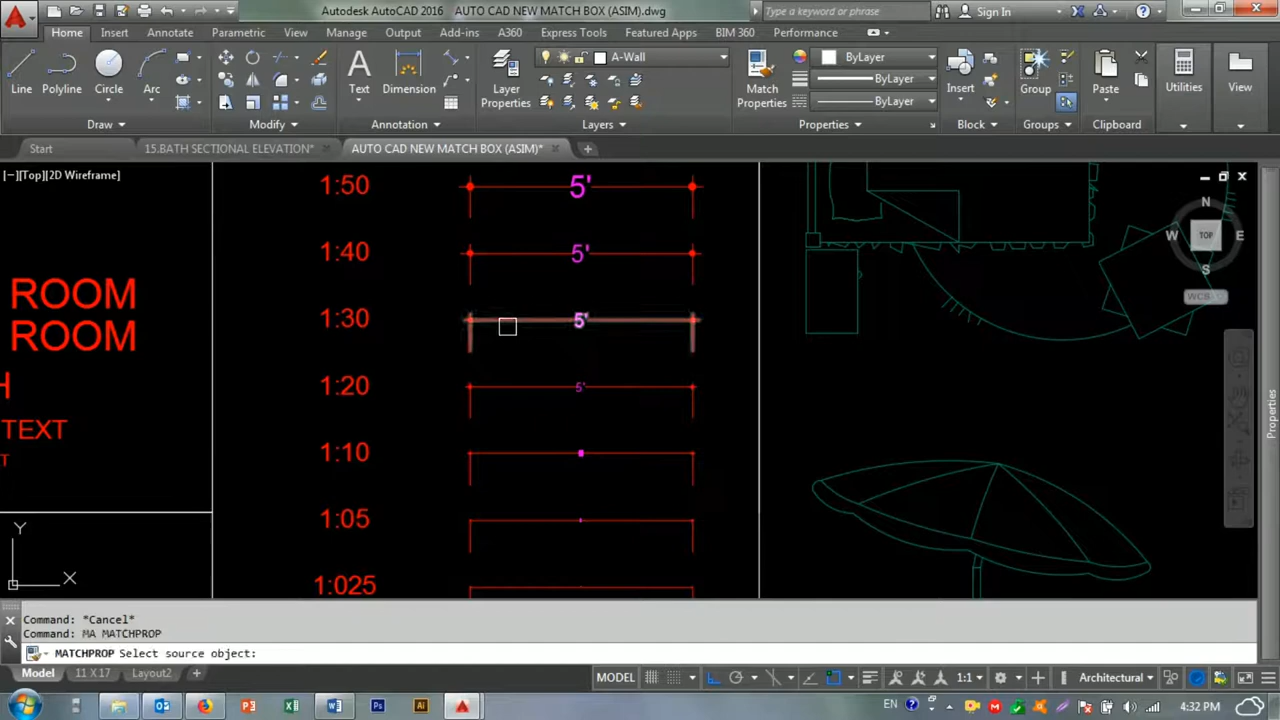 Autodesk AutoCAD 2016 AUTO CAD NEW MATCH BOX (ASIM).dwg
Type a keyword or phrase
Sign In
Home Insert Annotate Parametric View Manage Output Add-ins A360 Express Tools Featured Apps BIM 360 Performance
A-Wall
ByLayer
ByLayer
ByLayer
Line Polyline Circle Arc Text Dimension Layer Properties Match Properties Insert Group Paste Utilities View
Draw Modify Annotation Layers Properties Block Groups Clipboard
Start 15.BATH SECTIONAL ELEVATION* AUTO CAD NEW MATCH BOX (ASIM)*
[−][Top][2D Wireframe]
1:50 5'
1:40 5'
1:30 5'
1:20 5'
1:10
1:05
1:025
ROOM
ROOM
H
TEXT
T
N
W TOP E
S
WCS
Properties
Y
X
Command: *Cancel*
Command: MA MATCHPROP
MATCHPROP Select source object:
Model 11 X 17 Layout2 +
MODEL 1:1 Architectural
EN 4:32 PM